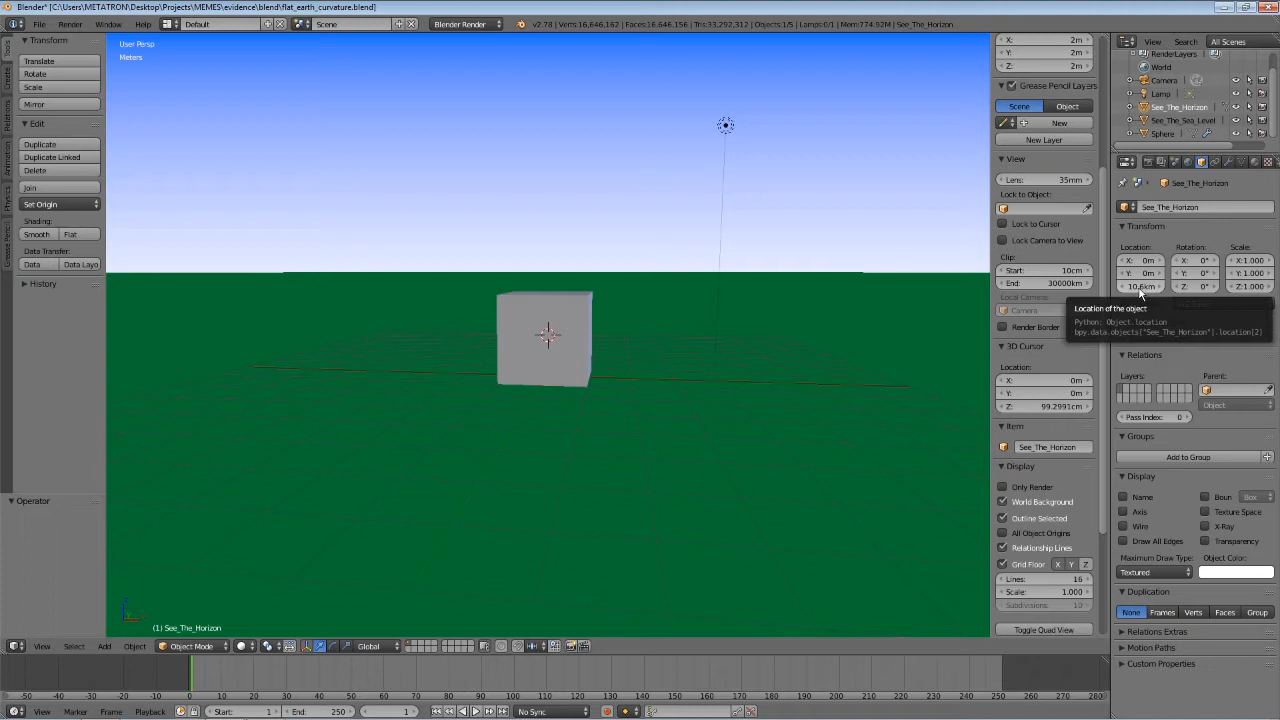 Blender* [C:\Users\METATRON\Desktop\Projects\MEMES\evidence\blend\flat_earth_curvature.blend]
File Render Window Help Default Scene Blender Render v2.78 | Verts:16,646,162 | Faces:16,646,156 | Tris:33,292,312 | Objects:1/5 | Lamps:0/1 | Mem:774.92M | See_The_Horizon
View Search All Scenes
Tools
Create
Relations
Animation
Physics
Grease Pencil
Transform
Translate
Rotate
Scale
Mirror
Edit
Duplicate
Duplicate Linked
Delete
Join
Set Origin
Shading:
Smooth Flat
Data Transfer:
Data Data Layo
History
Operator
User Persp
Meters
(1) See_The_Horizon
X: 2m
Y: 2m
Z: 2m
Grease Pencil Layers
Scene Object
New
New Layer
View
Lens: 35mm
Lock to Object:
Lock to Cursor
Lock Camera to View
Clip:
Start: 10cm
End: 30000km
Local Camera:
Camera
Render Border
3D Cursor
Location:
X: 0m
Y: 0m
Z: 99.2991cm
Item
See_The_Horizon
Display
Only Render
World Background
Outline Selected
All Object Origins
Relationship Lines
Grid Floor X Y Z
Lines: 16
Scale: 1.000
Subdivisions: 10
Toggle Quad View
RenderLayers
World
Camera
Lamp
See_The_Horizon
See_The_Sea_Level
Sphere
See_The_Horizon
See_The_Horizon
Transform
Location: Rotation: Scale:
X: 0m X: 0° X:1.000
Y: 0m Y: 0° Y:1.000
10.6km Z: 0° Z:1.000
Location of the object
Python: Object.location
bpy.data.objects["See_The_Horizon"].location[2]
Relations
Layers: Parent:
Object
Pass Index: 0
Groups
Add to Group
Display
Name Boun Box
Axis Texture Space
Wire X-Ray
Draw All Edges Transparency
Maximum Draw Type: Object Color:
Textured
Duplication
None Frames Verts Faces Group
Relations Extras
Motion Paths
Custom Properties
View Select Add Object Object Mode Global
-50 -40 -30 -20 -10 0 10 20 30 40 50 60 70 80 90 100 110 120 130 140 150 160 170 180 190 200 210 220 230 240 250 260 270 280
View Marker Frame Playback Start: 1 End: 250 1 No Sync